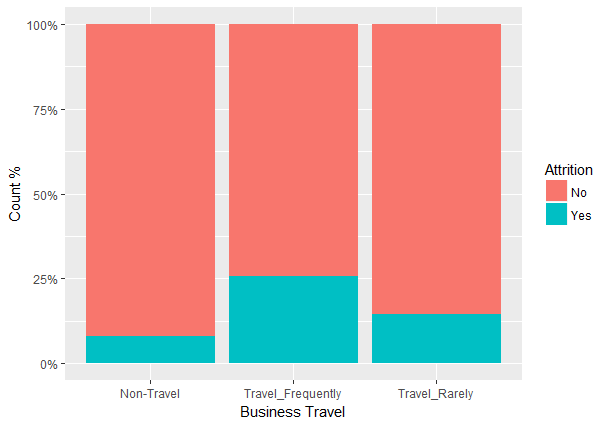 100%
75%
50%
25%
0%
Count %
Non-Travel
Travel_Frequently
Travel_Rarely
Business Travel
Attrition
No
Yes